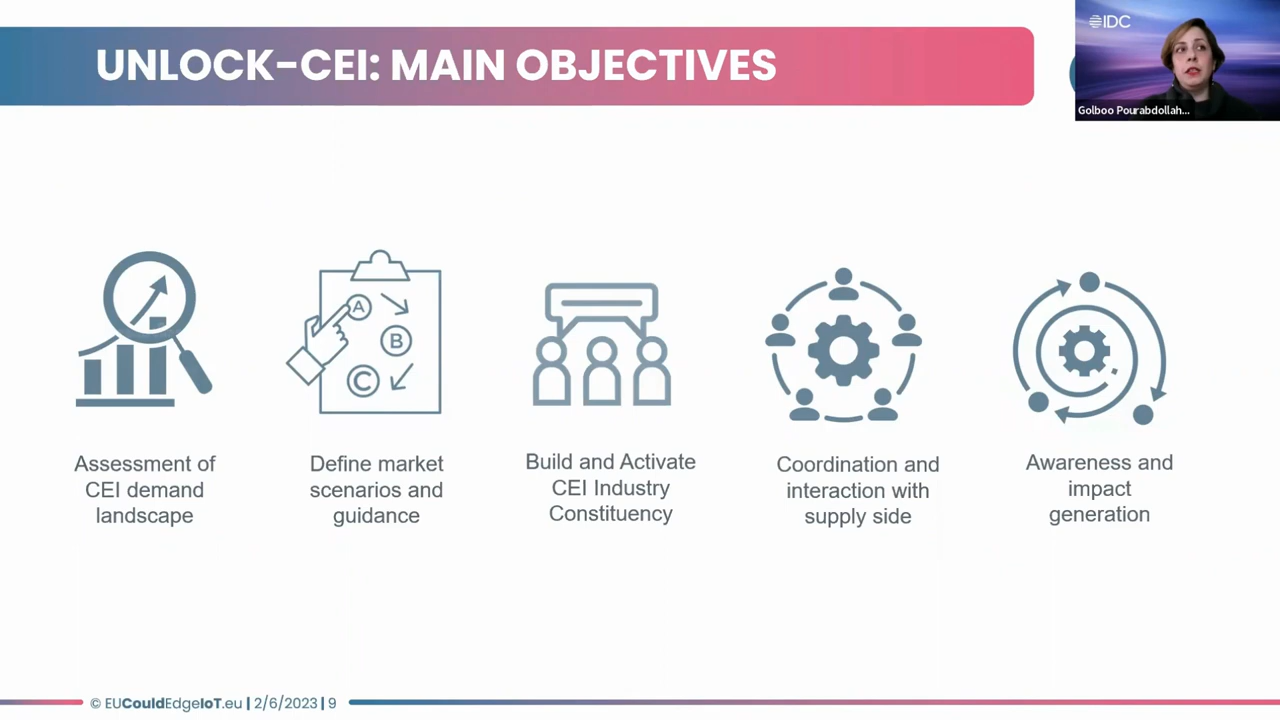 UNLOCK-CEI: MAIN OBJECTIVES
IDC
Golboo Pourabdollah...
A
B
C
Assessment of
CEI demand
landscape
Define market
scenarios and
guidance
Build and Activate
CEI Industry
Constituency
Coordination and
interaction with
supply side
Awareness and
impact
generation
© EUCouldEdgeIoT.eu | 2/6/2023 | 9